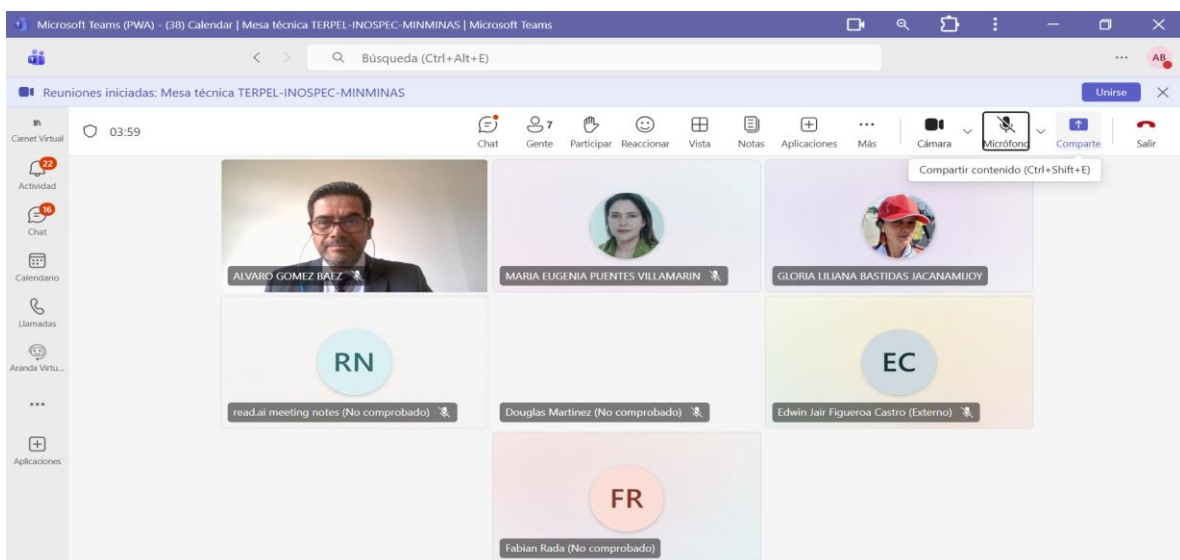 Microsoft Teams (PWA) - (38) Calendar | Mesa técnica TERPEL-INOSPEC-MINMINAS | Microsoft Teams
Búsqueda (Ctrl+Alt+E)
AB
Reuniones iniciadas: Mesa técnica TERPEL-INOSPEC-MINMINAS
Unirse
Carnet Virtual
22
Actividad
16
Chat
Calendario
Llamadas
Aranda Virtu...
Aplicaciones
03:59
Chat
7
Gente
Participar
Reaccionar
Vista
Notas
Aplicaciones
Más
Cámara
Micrófono
Comparte
Salir
Compartir contenido (Ctrl+Shift+E)
ALVARO GOMEZ BAEZ
MARIA EUGENIA PUENTES VILLAMARIN
GLORIA LILIANA BASTIDAS JACANAMIJOY
RN
read.ai meeting notes (No comprobado)
Douglas Martinez (No comprobado)
EC
Edwin Jair Figueroa Castro (Externo)
FR
Fabian Rada (No comprobado)